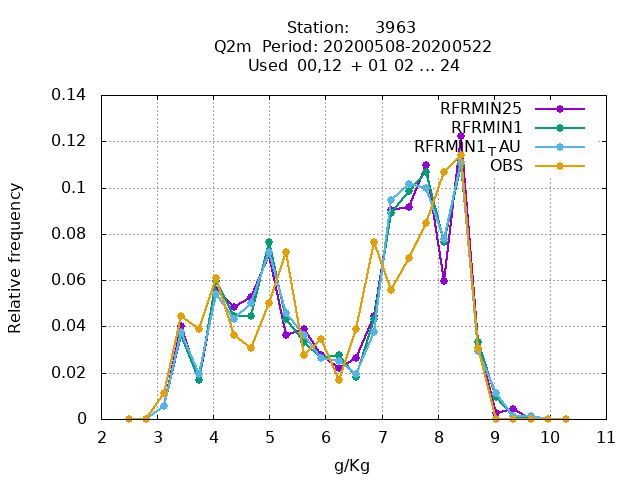 Station: 3963
Q2m Period: 20200508-20200522
Used 00,12 + 01 02 ... 24
0.14
0.12
0.1
0.08
0.06
0.04
0.02
0
Relative frequency
RFRMIN25
RFRMIN1
RFRMIN1TAU
OBS
2 3 4 5 6 7 8 9 10 11
g/Kg